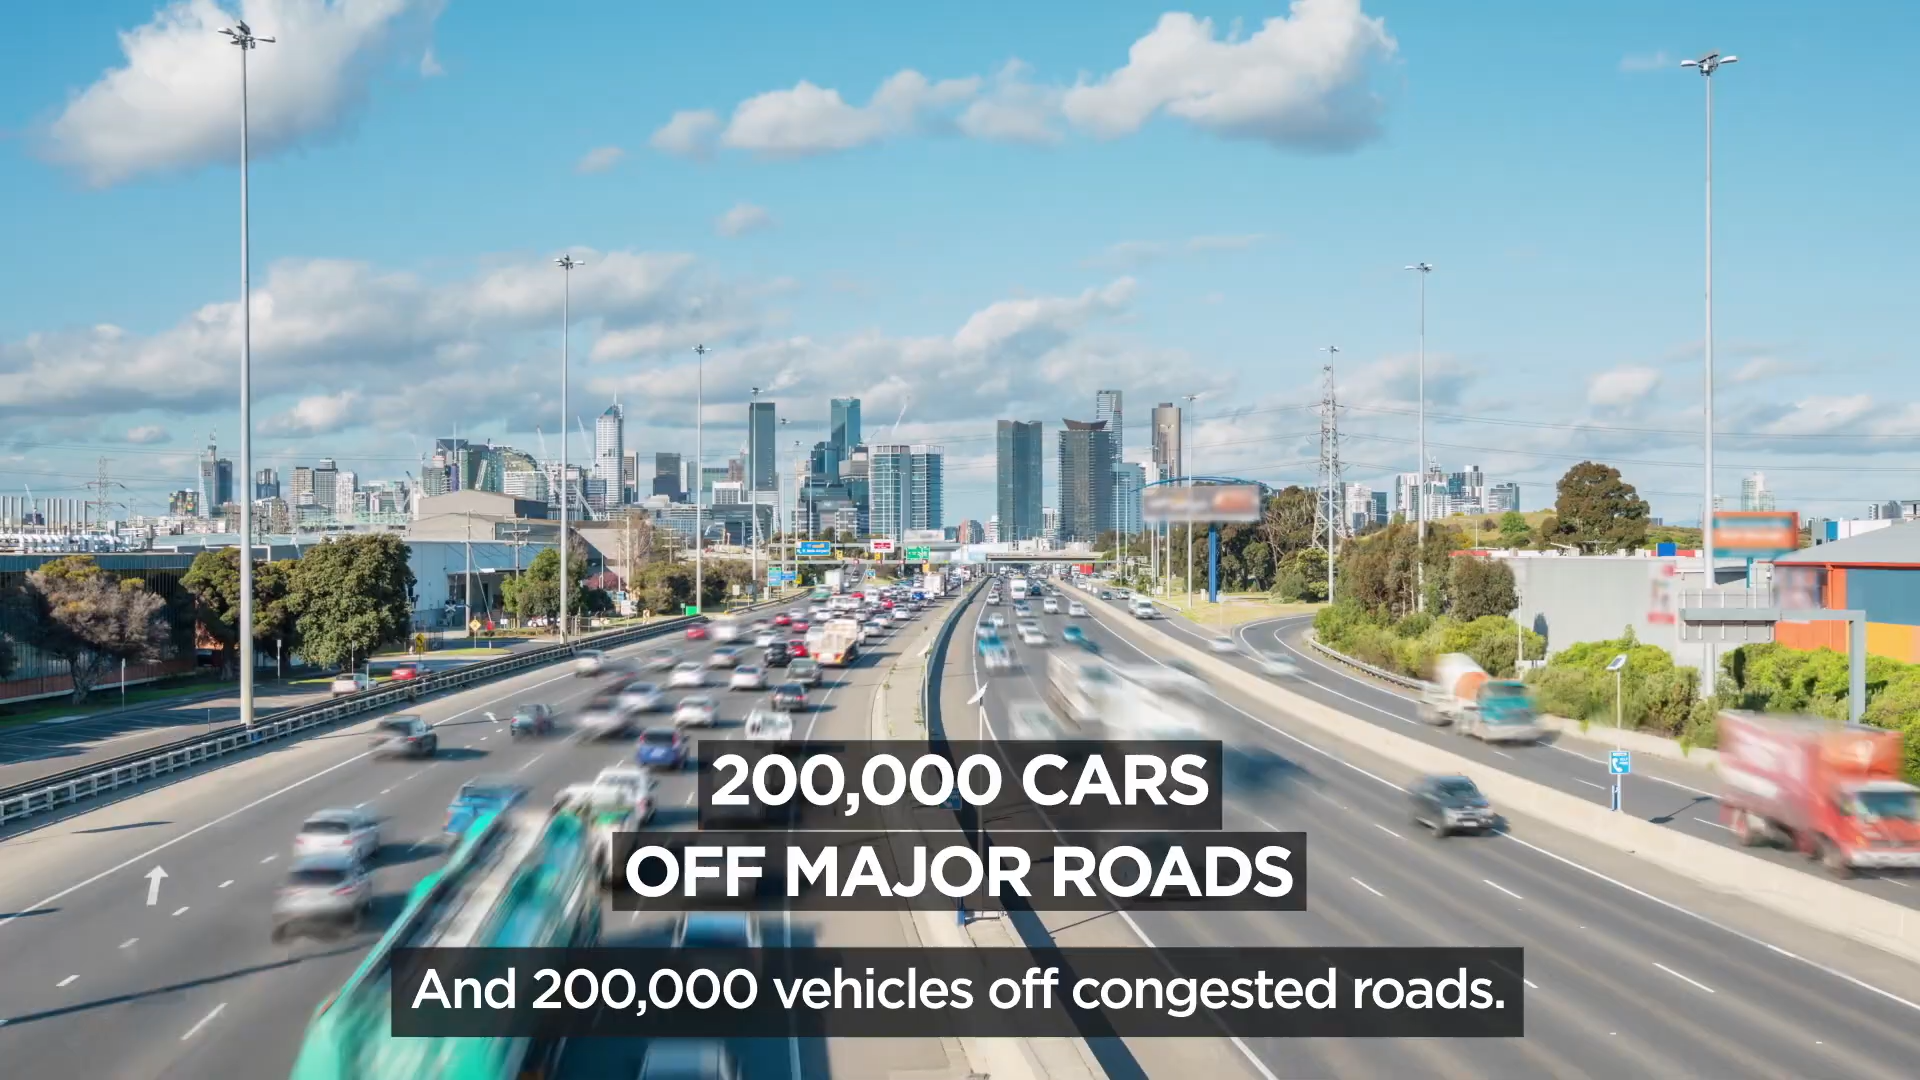 200,000 CARS
OFF MAJOR ROADS
And 200,000 vehicles off congested roads.